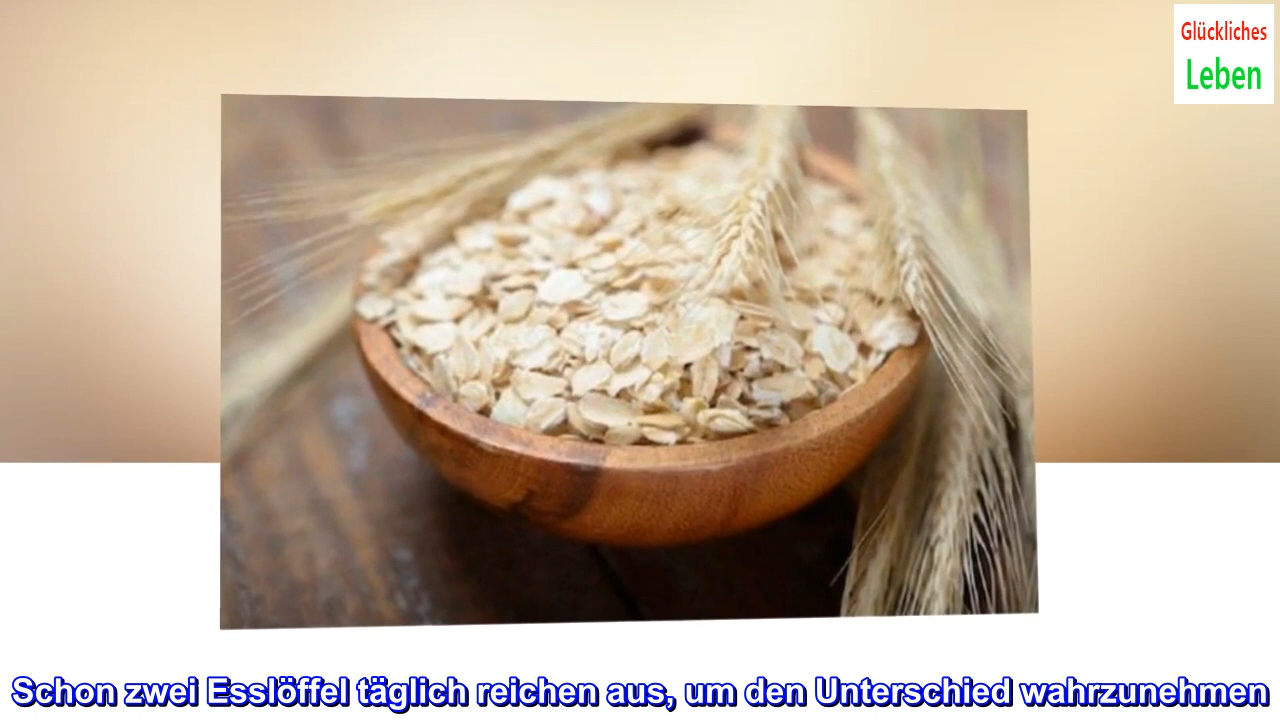 Glückliches
Leben
Schon zwei Esslöffel täglich reichen aus, um den Unterschied wahrzunehmen